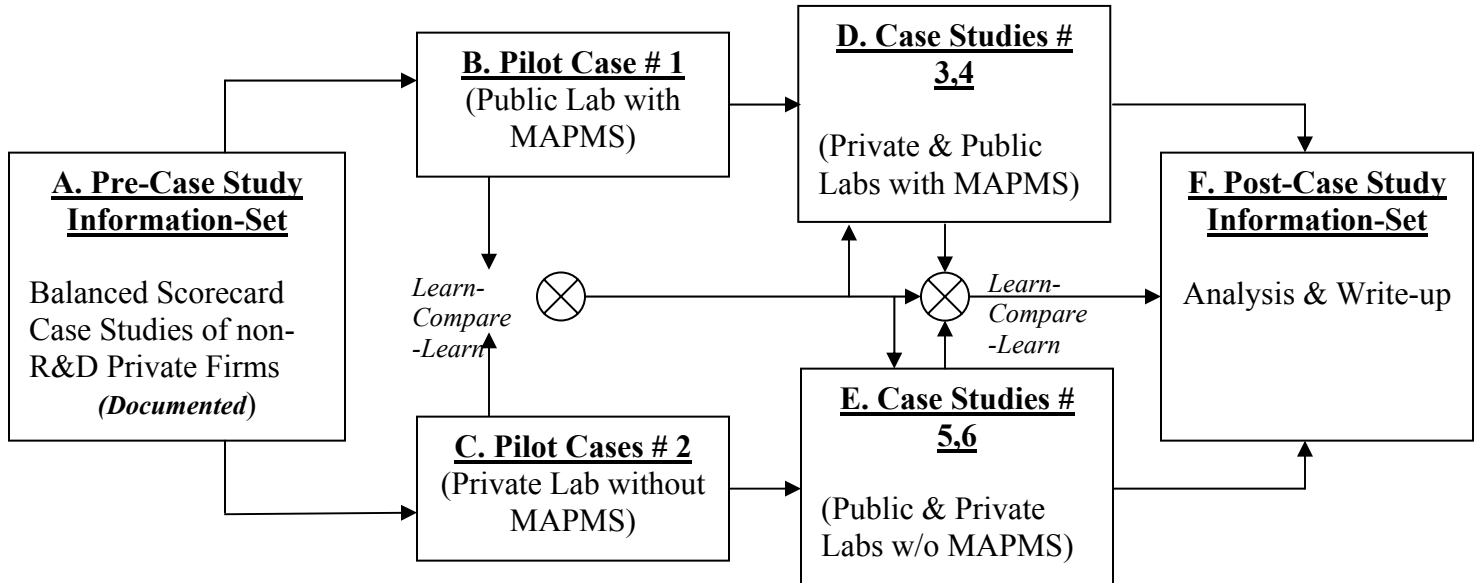 A. Pre-Case Study
Information-Set
Balanced Scorecard
Case Studies of non-
R&D Private Firms
(Documented)
B. Pilot Case # 1
(Public Lab with
MAPMS)
Learn-
Compare
-Learn
C. Pilot Cases # 2
(Private Lab without
MAPMS)
D. Case Studies #
3,4
(Private & Public
Labs with MAPMS)
Learn-
Compare
-Learn
E. Case Studies #
5,6
(Public & Private
Labs w/o MAPMS)
F. Post-Case Study
Information-Set
Analysis & Write-up